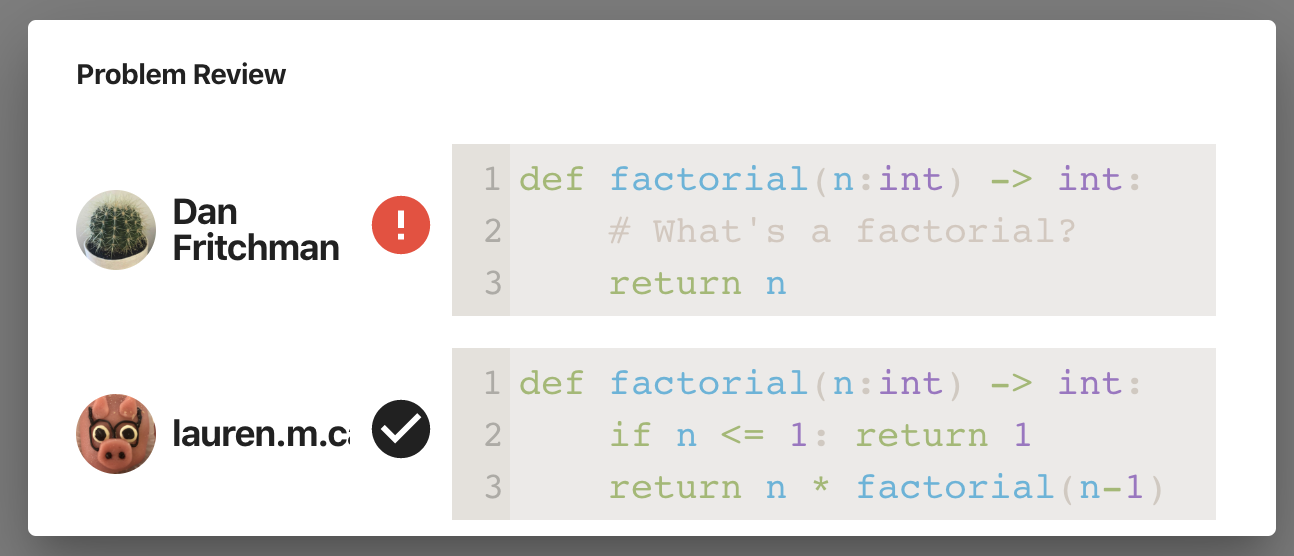 Problem Review
Dan
Fritchman
1 def factorial(n:int) -> int:
2     # What's a factorial?
3     return n
lauren.m.c
1 def factorial(n:int) -> int:
2     if n <= 1: return 1
3     return n * factorial(n-1)